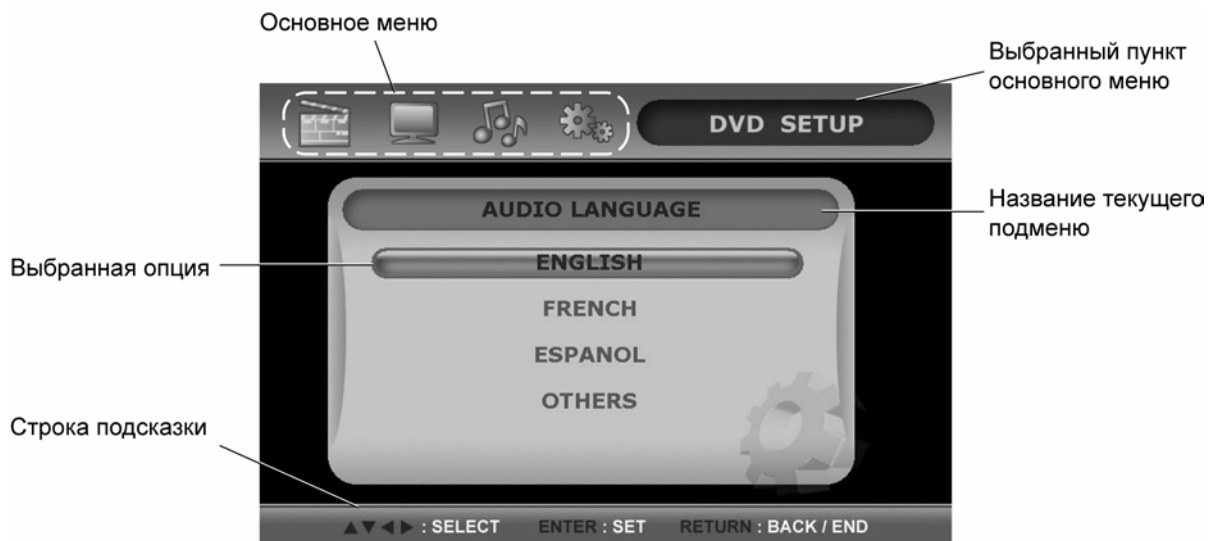 Основное меню
Выбранный пункт
основного меню
DVD SETUP
AUDIO LANGUAGE
Название текущего
подменю
Выбранная опция
ENGLISH
FRENCH
ESPANOL
OTHERS
Строка подсказки
▲▼◀▶ : SELECT ENTER : SET RETURN : BACK / END